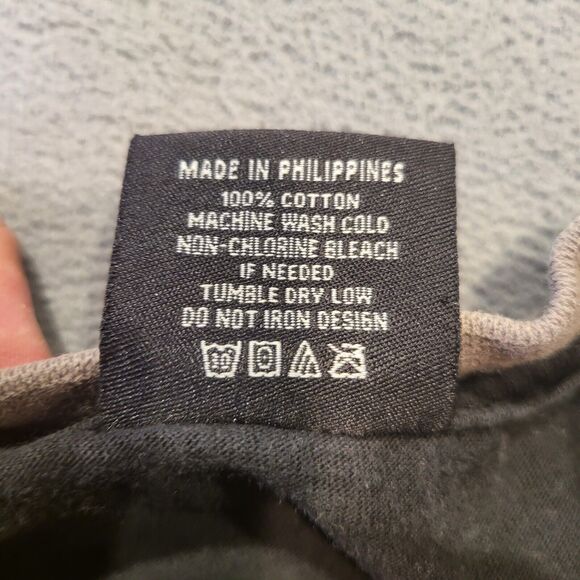 MADE IN PHILIPPINES
100% COTTON
MACHINE WASH COLD
NON-CHLORINE BLEACH
IF NEEDED
TUMBLE DRY LOW
DO NOT IRON DESIGN
30